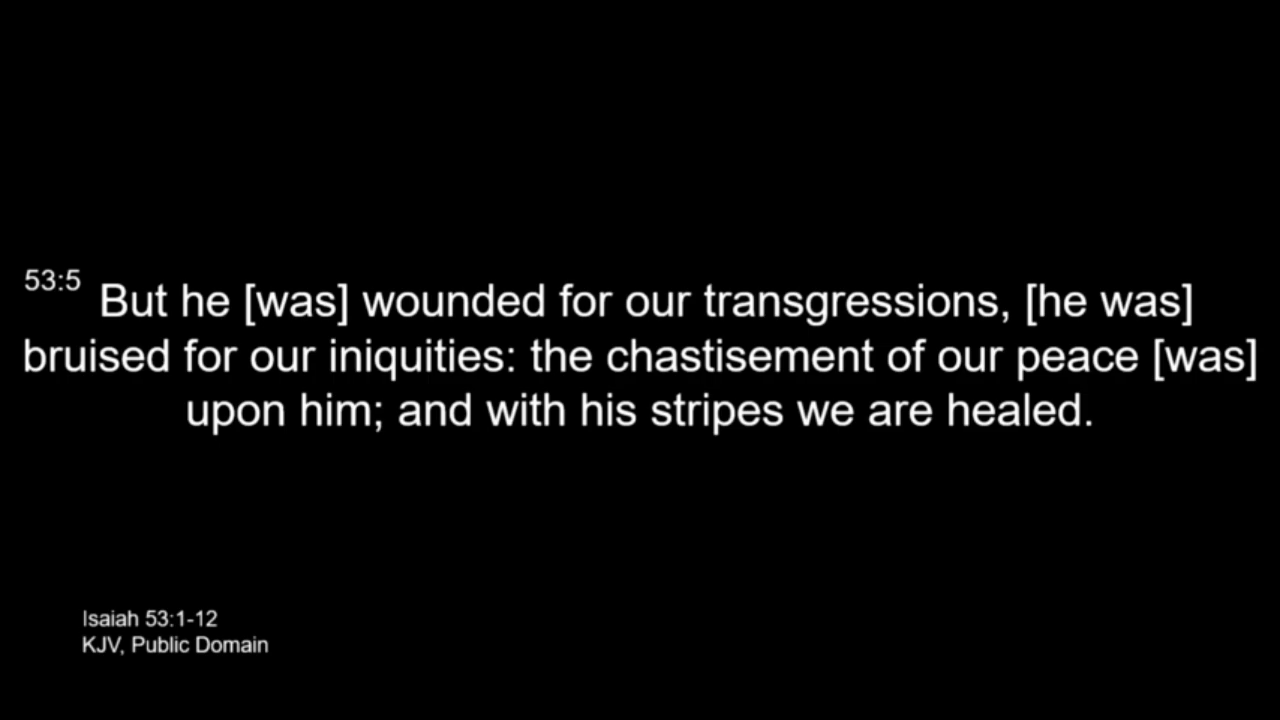 53:5 But he [was] wounded for our transgressions, [he was]
bruised for our iniquities: the chastisement of our peace [was]
upon him; and with his stripes we are healed.
Isaiah 53:1-12
KJV, Public Domain